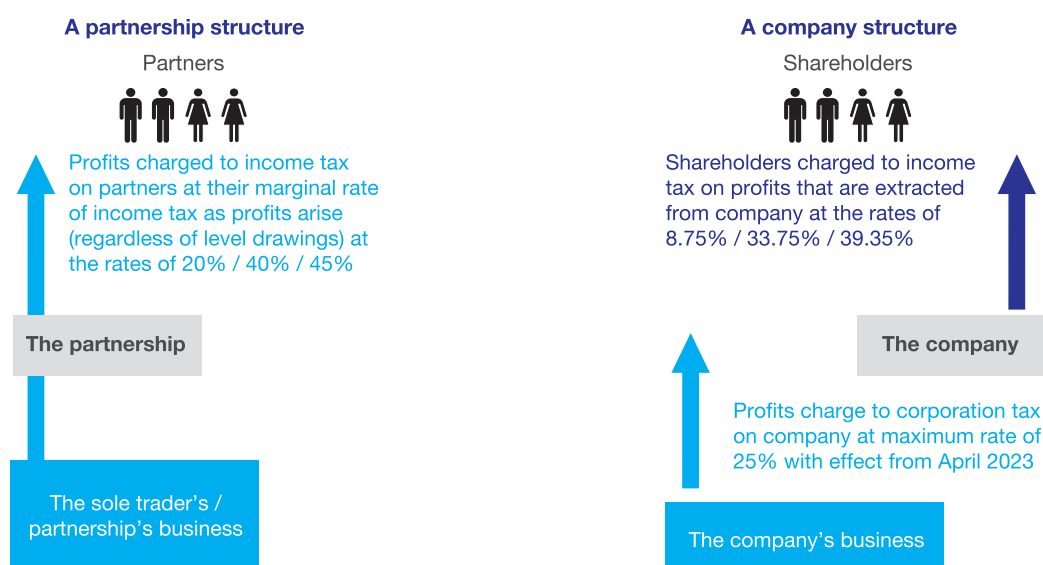 A partnership structure
Partners
Profits charged to income tax
on partners at their marginal rate
of income tax as profits arise
(regardless of level drawings) at
the rates of 20% / 40% / 45%
The partnership
The sole trader’s /
partnership’s business
A company structure
Shareholders
Shareholders charged to income
tax on profits that are extracted
from company at the rates of
8.75% / 33.75% / 39.35%
The company
Profits charge to corporation tax
on company at maximum rate of
25% with effect from April 2023
The company’s business